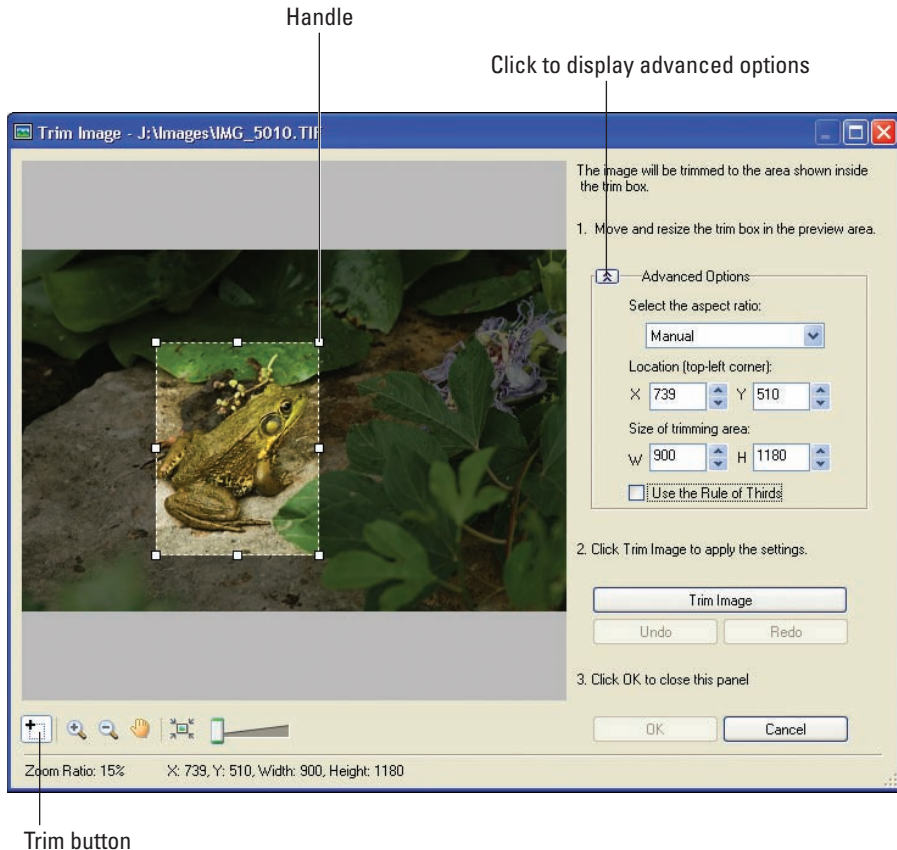 Handle
Click to display advanced options
Trim Image - J:\Images\IMG_5010.TIF
The image will be trimmed to the area shown inside
the trim box.
1. Move and resize the trim box in the preview area.
Advanced Options
Select the aspect ratio:
Manual
Location (top-left corner):
X 739 Y 510
Size of trimming area:
W 900 H 1180
Use the Rule of Thirds
2. Click Trim Image to apply the settings.
Trim Image
Undo Redo
3. Click OK to close this panel
OK Cancel
Zoom Ratio: 15% X: 739, Y: 510, Width: 900, Height: 1180
Trim button